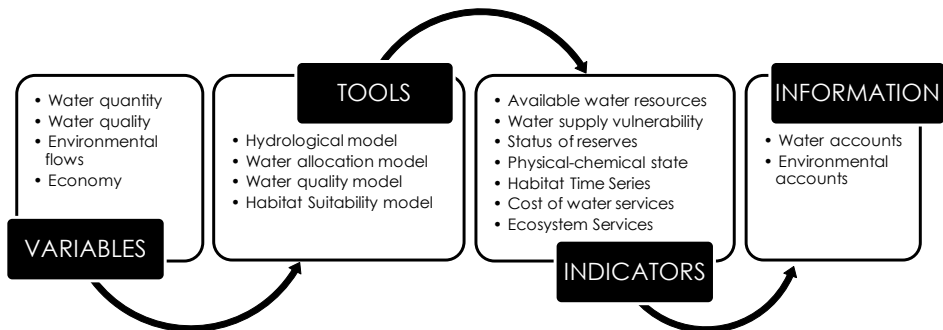 • Water quantity
• Water quality
• Environmental
flows
• Economy
VARIABLES
TOOLS
• Hydrological model
• Water allocation model
• Water quality model
• Habitat Suitability model
• Available water resources
• Water supply vulnerability
• Status of reserves
• Physical-chemical state
• Habitat Time Series
• Cost of water services
• Ecosystem Services
INDICATORS
INFORMATION
• Water accounts
• Environmental
accounts